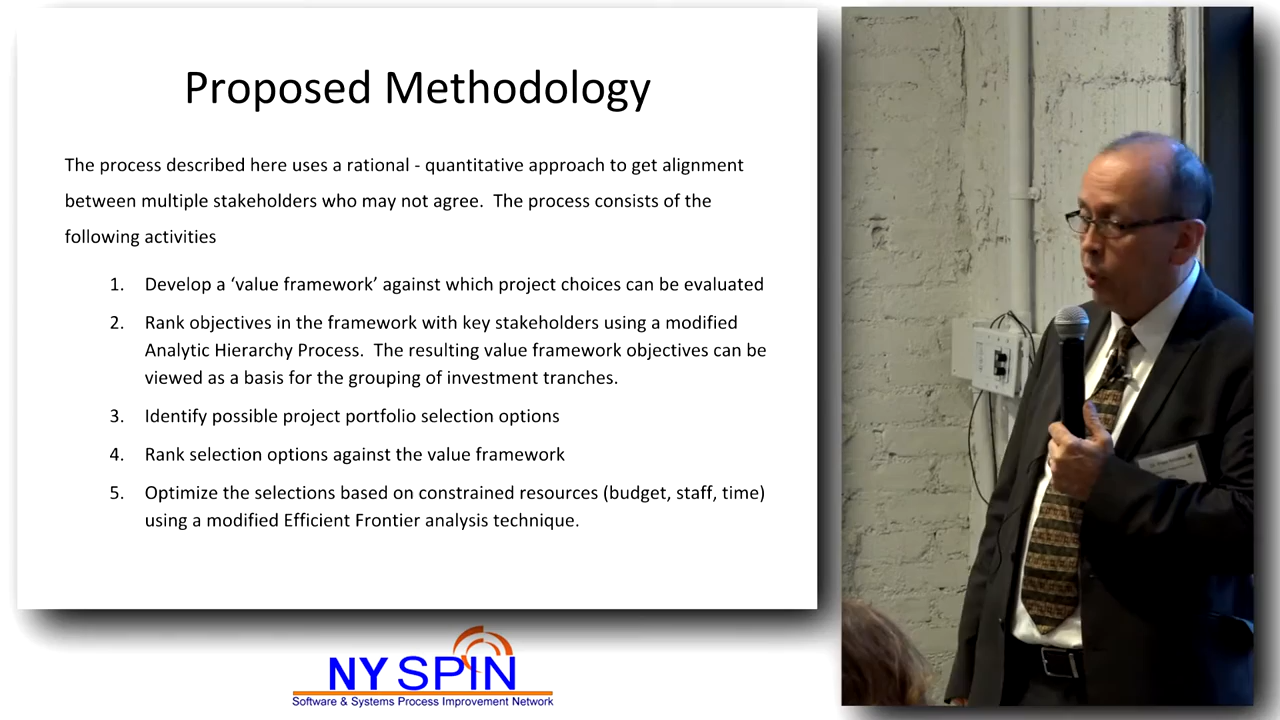 Proposed Methodology
The process described here uses a rational - quantitative approach to get alignment
between multiple stakeholders who may not agree.  The process consists of the
following activities
1. Develop a ‘value framework’ against which project choices can be evaluated
2. Rank objectives in the framework with key stakeholders using a modified
Analytic Hierarchy Process.  The resulting value framework objectives can be
viewed as a basis for the grouping of investment tranches.
3. Identify possible project portfolio selection options
4. Rank selection options against the value framework
5. Optimize the selections based on constrained resources (budget, staff, time)
using a modified Efficient Frontier analysis technique.
NY SPIN
Software & Systems Process Improvement Network